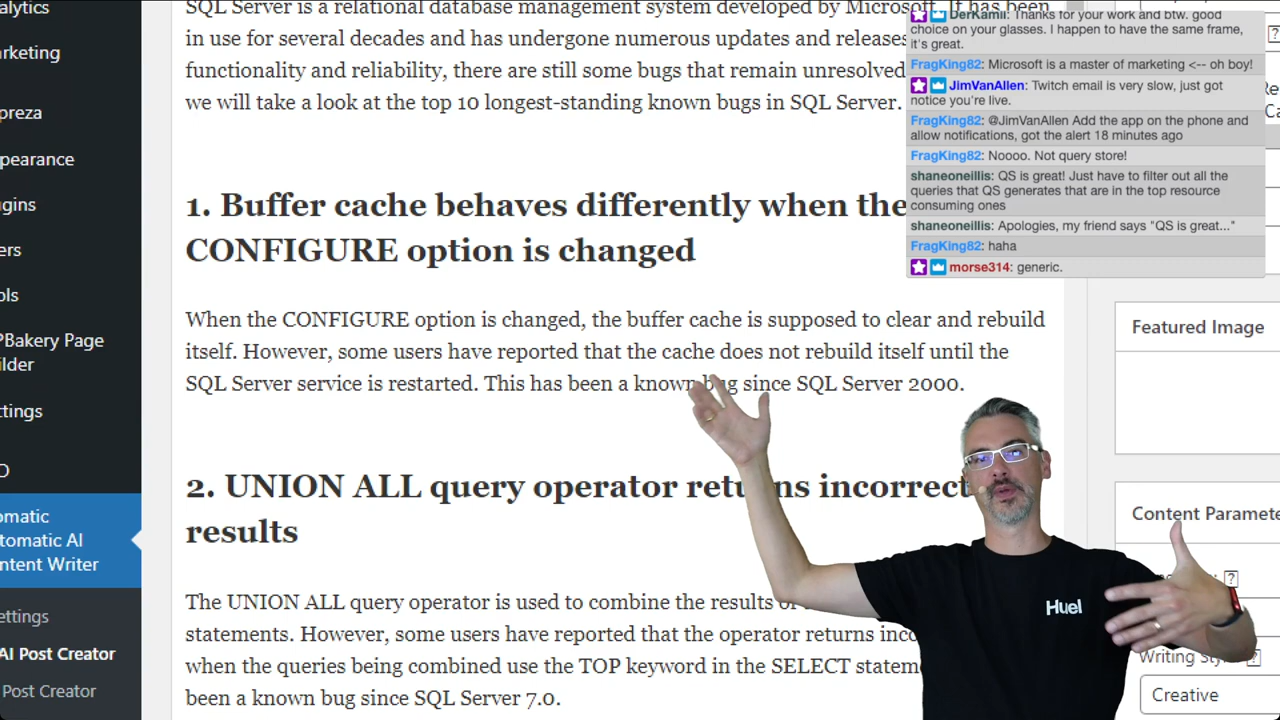 alytics
arketing
preza
pearance
gins
ers
ols
PBakery Page
ilder
ttings
O
omatic
tomatic AI
ntent Writer
ettings
AI Post Creator
Post Creator
SQL Server is a relational database management system developed by Microsoft. It has been
in use for several decades and has undergone numerous updates and releases
functionality and reliability, there are still some bugs that remain unresolved
we will take a look at the top 10 longest-standing known bugs in SQL Server.
1. Buffer cache behaves differently when the
CONFIGURE option is changed
When the CONFIGURE option is changed, the buffer cache is supposed to clear and rebuild
itself. However, some users have reported that the cache does not rebuild itself until the
SQL Server service is restarted. This has been a known bug since SQL Server 2000.
2. UNION ALL query operator returns incorrect
results
The UNION ALL query operator is used to combine the results
statements. However, some users have reported that the operator returns inco
when the queries being combined use the TOP keyword in the SELECT stateme
been a known bug since SQL Server 7.0.
DerKamii: Thanks for your work and btw. good
choice on your glasses. I happen to have the same frame,
it's great.
FragKing82: Microsoft is a master of marketing <-- oh boy!
JimVanAllen: Twitch email is very slow, just got
notice you're live.
FragKing82: @JimVanAllen Add the app on the phone and
allow notifications, got the alert 18 minutes ago
FragKing82: Noooo. Not query store!
shaneoneillis: QS is great! Just have to filter out all the
queries that QS generates that are in the top resource
consuming ones
shaneoneillis: Apologies, my friend says "QS is great..."
FragKing82: haha
morse314: generic.
Re
Ca
Featured Image
Content Paramete
Huel
Writing Sty
Creative